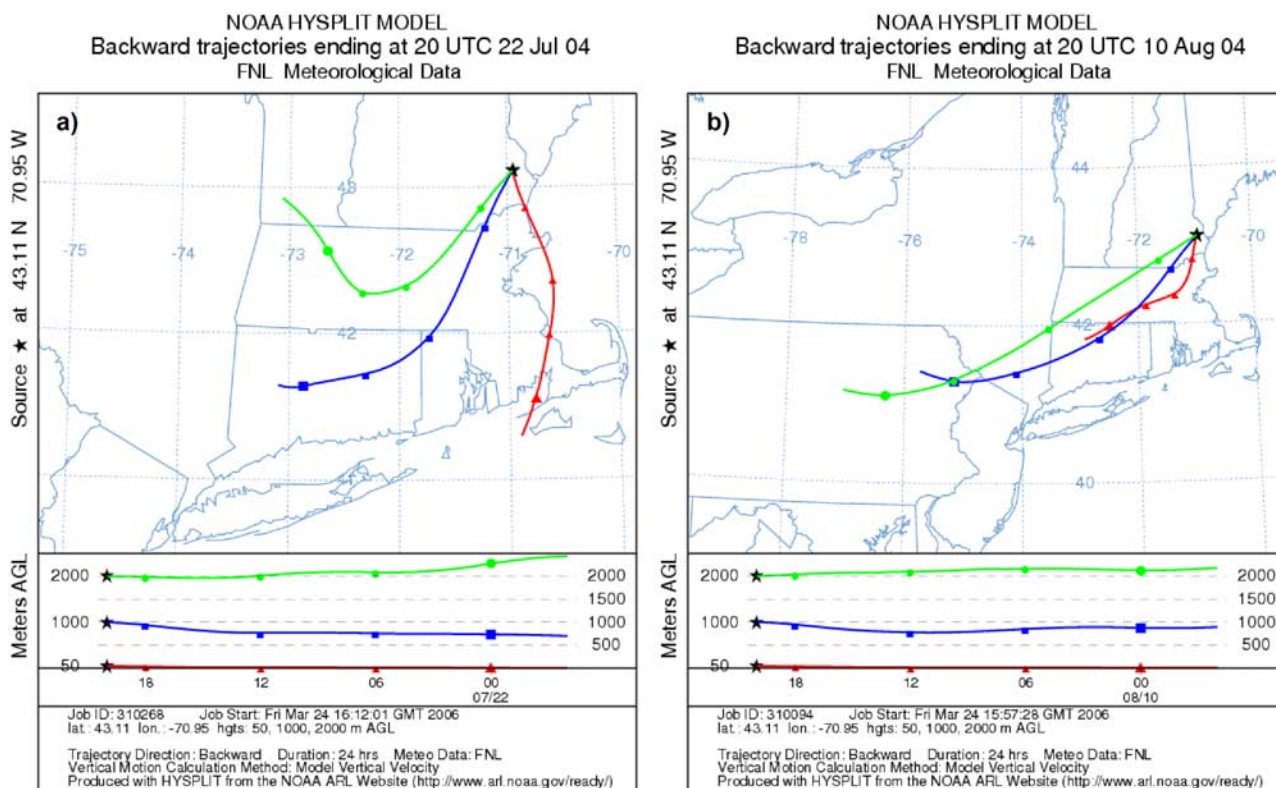 NOAA HYSPLIT MODEL
Backward trajectories ending at 20 UTC 22 Jul 04
FNL Meteorological Data
a)
Source ★ at 43.11 N 70.95 W
43
-75
-74
-73
-72
-71
-70
42
41
Meters AGL
2000
2000
1500
1000
1000
500
50
18
12
06
00
07/22
Job ID: 310268 Job Start: Fri Mar 24 16:12:01 GMT 2006
lat.: 43.11 lon.: -70.95 hgts: 50, 1000, 2000 m AGL
Trajectory Direction: Backward Duration: 24 hrs Meteo Data: FNL
Vertical Motion Calculation Method: Model Vertical Velocity
Produced with HYSPLIT from the NOAA ARL Website (http://www.arl.noaa.gov/ready/)
NOAA HYSPLIT MODEL
Backward trajectories ending at 20 UTC 10 Aug 04
FNL Meteorological Data
b)
Source ★ at 43.11 N 70.95 W
44
-78
-76
-74
-72
-70
42
40
Meters AGL
2000
2000
1500
1000
1000
500
50
18
12
06
00
08/10
Job ID: 310094 Job Start: Fri Mar 24 15:57:28 GMT 2006
lat.: 43.11 lon.: -70.95 hgts: 50, 1000, 2000 m AGL
Trajectory Direction: Backward Duration: 24 hrs Meteo Data: FNL
Vertical Motion Calculation Method: Model Vertical Velocity
Produced with HYSPLIT from the NOAA ARL Website (http://www.arl.noaa.gov/ready/)